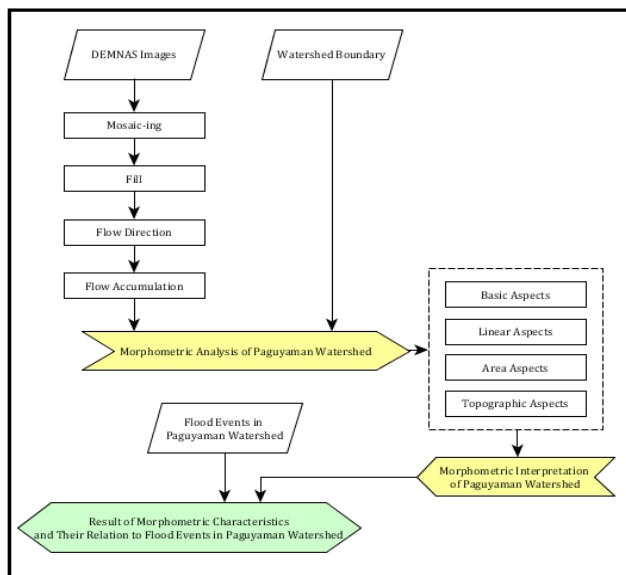 DEMNAS Images
Watershed Boundary
Mosaic-ing
Fill
Flow Direction
Flow Accumulation
Morphometric Analysis of Paguyaman Watershed
Basic Aspects
Linear Aspects
Area Aspects
Topographic Aspects
Flood Events in
Paguyaman Watershed
Morphometric Interpretation
of Paguyaman Watershed
Result of Morphometric Characteristics
and Their Relation to Flood Events in Paguyaman Watershed